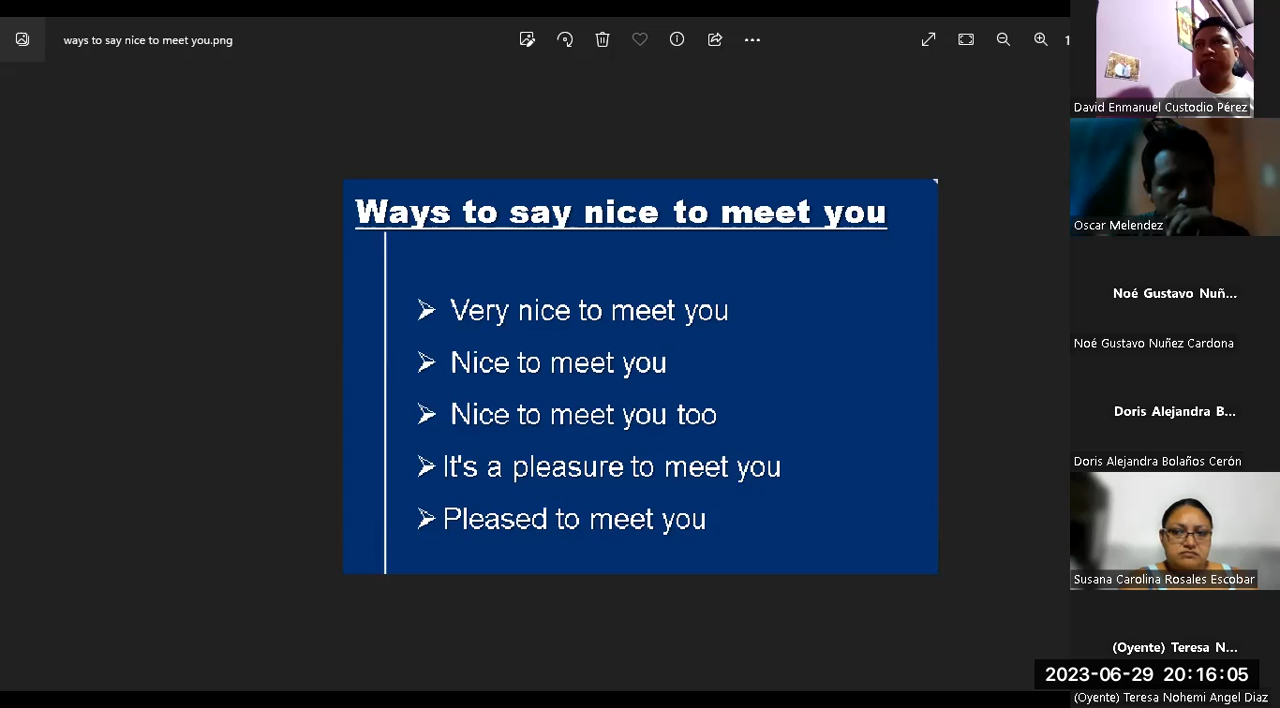 ways to say nice to meet you.png
1
David Enmanuel Custodio Pérez
Ways to say nice to meet you
Very nice to meet you
Nice to meet you
Nice to meet you too
It's a pleasure to meet you
Pleased to meet you
Oscar Melendez
Noé Gustavo Nuñ...
Noé Gustavo Nuñez Cardona
Doris Alejandra B...
Doris Alejandra Bolaños Cerón
Susana Carolina Rosales Escobar
(Oyente) Teresa N...
2023-06-29 20:16:05
(Oyente) Teresa Nohemi Angel Diaz